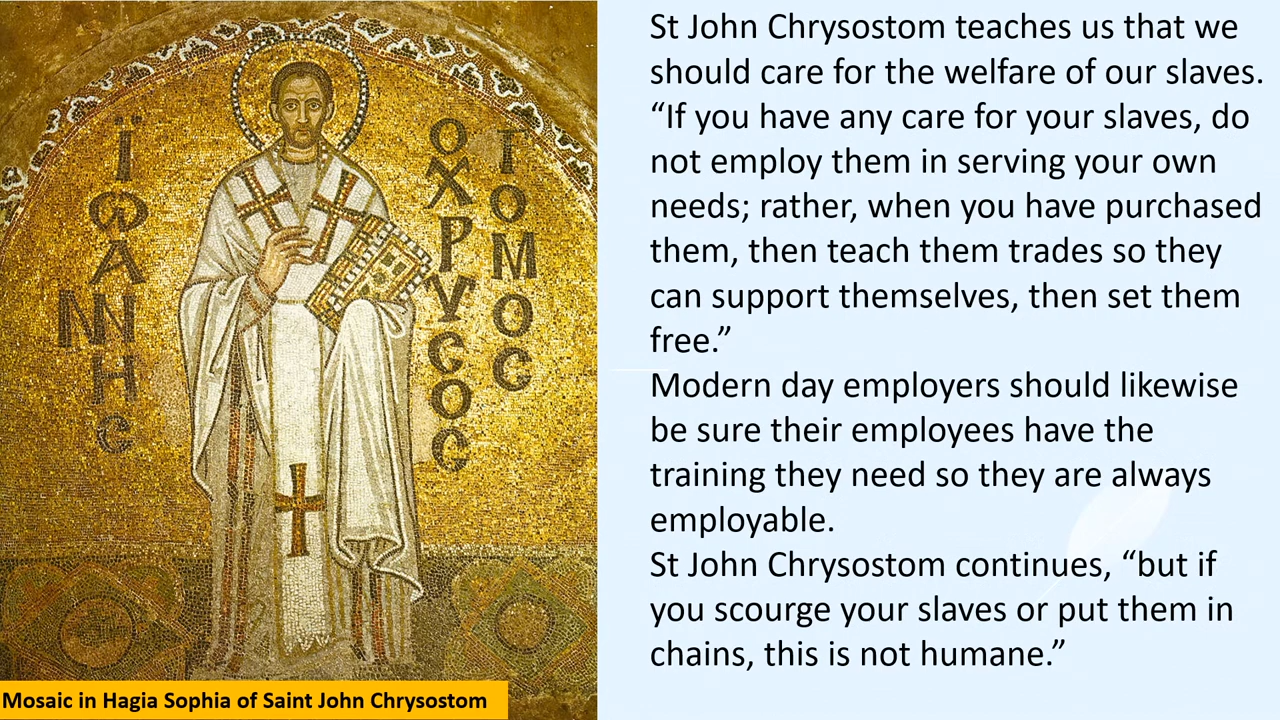 ΪѠΑΝΝΗϹ
ΟΧΡΥϹΟϹ
ΤΟΜΟϹ
Mosaic in Hagia Sophia of Saint John Chrysostom
St John Chrysostom teaches us that we
should care for the welfare of our slaves.
“If you have any care for your slaves, do
not employ them in serving your own
needs; rather, when you have purchased
them, then teach them trades so they
can support themselves, then set them
free.”
Modern day employers should likewise
be sure their employees have the
training they need so they are always
employable.
St John Chrysostom continues, “but if
you scourge your slaves or put them in
chains, this is not humane.”